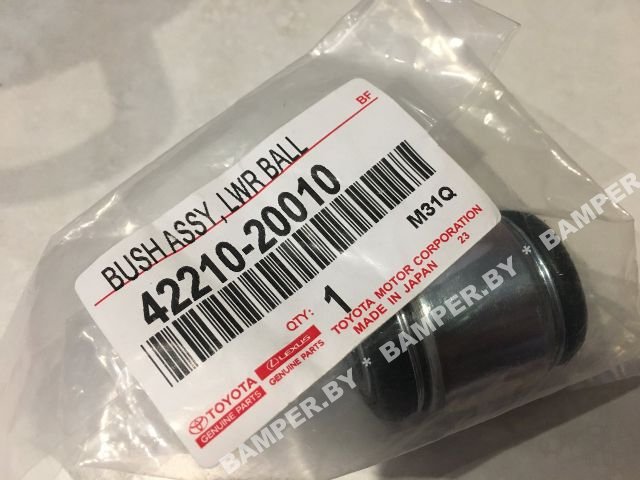 BF
BUSH ASSY, LWR BALL
42210-20010
M31Q
QTY: 1
TOYOTA MOTOR CORPORATION
MADE IN JAPAN 23
TOYOTA
GENUINE PARTS
LEXUS
GENUINE PARTS
BAMPER.BY * BAMPER.BY * BAMPER